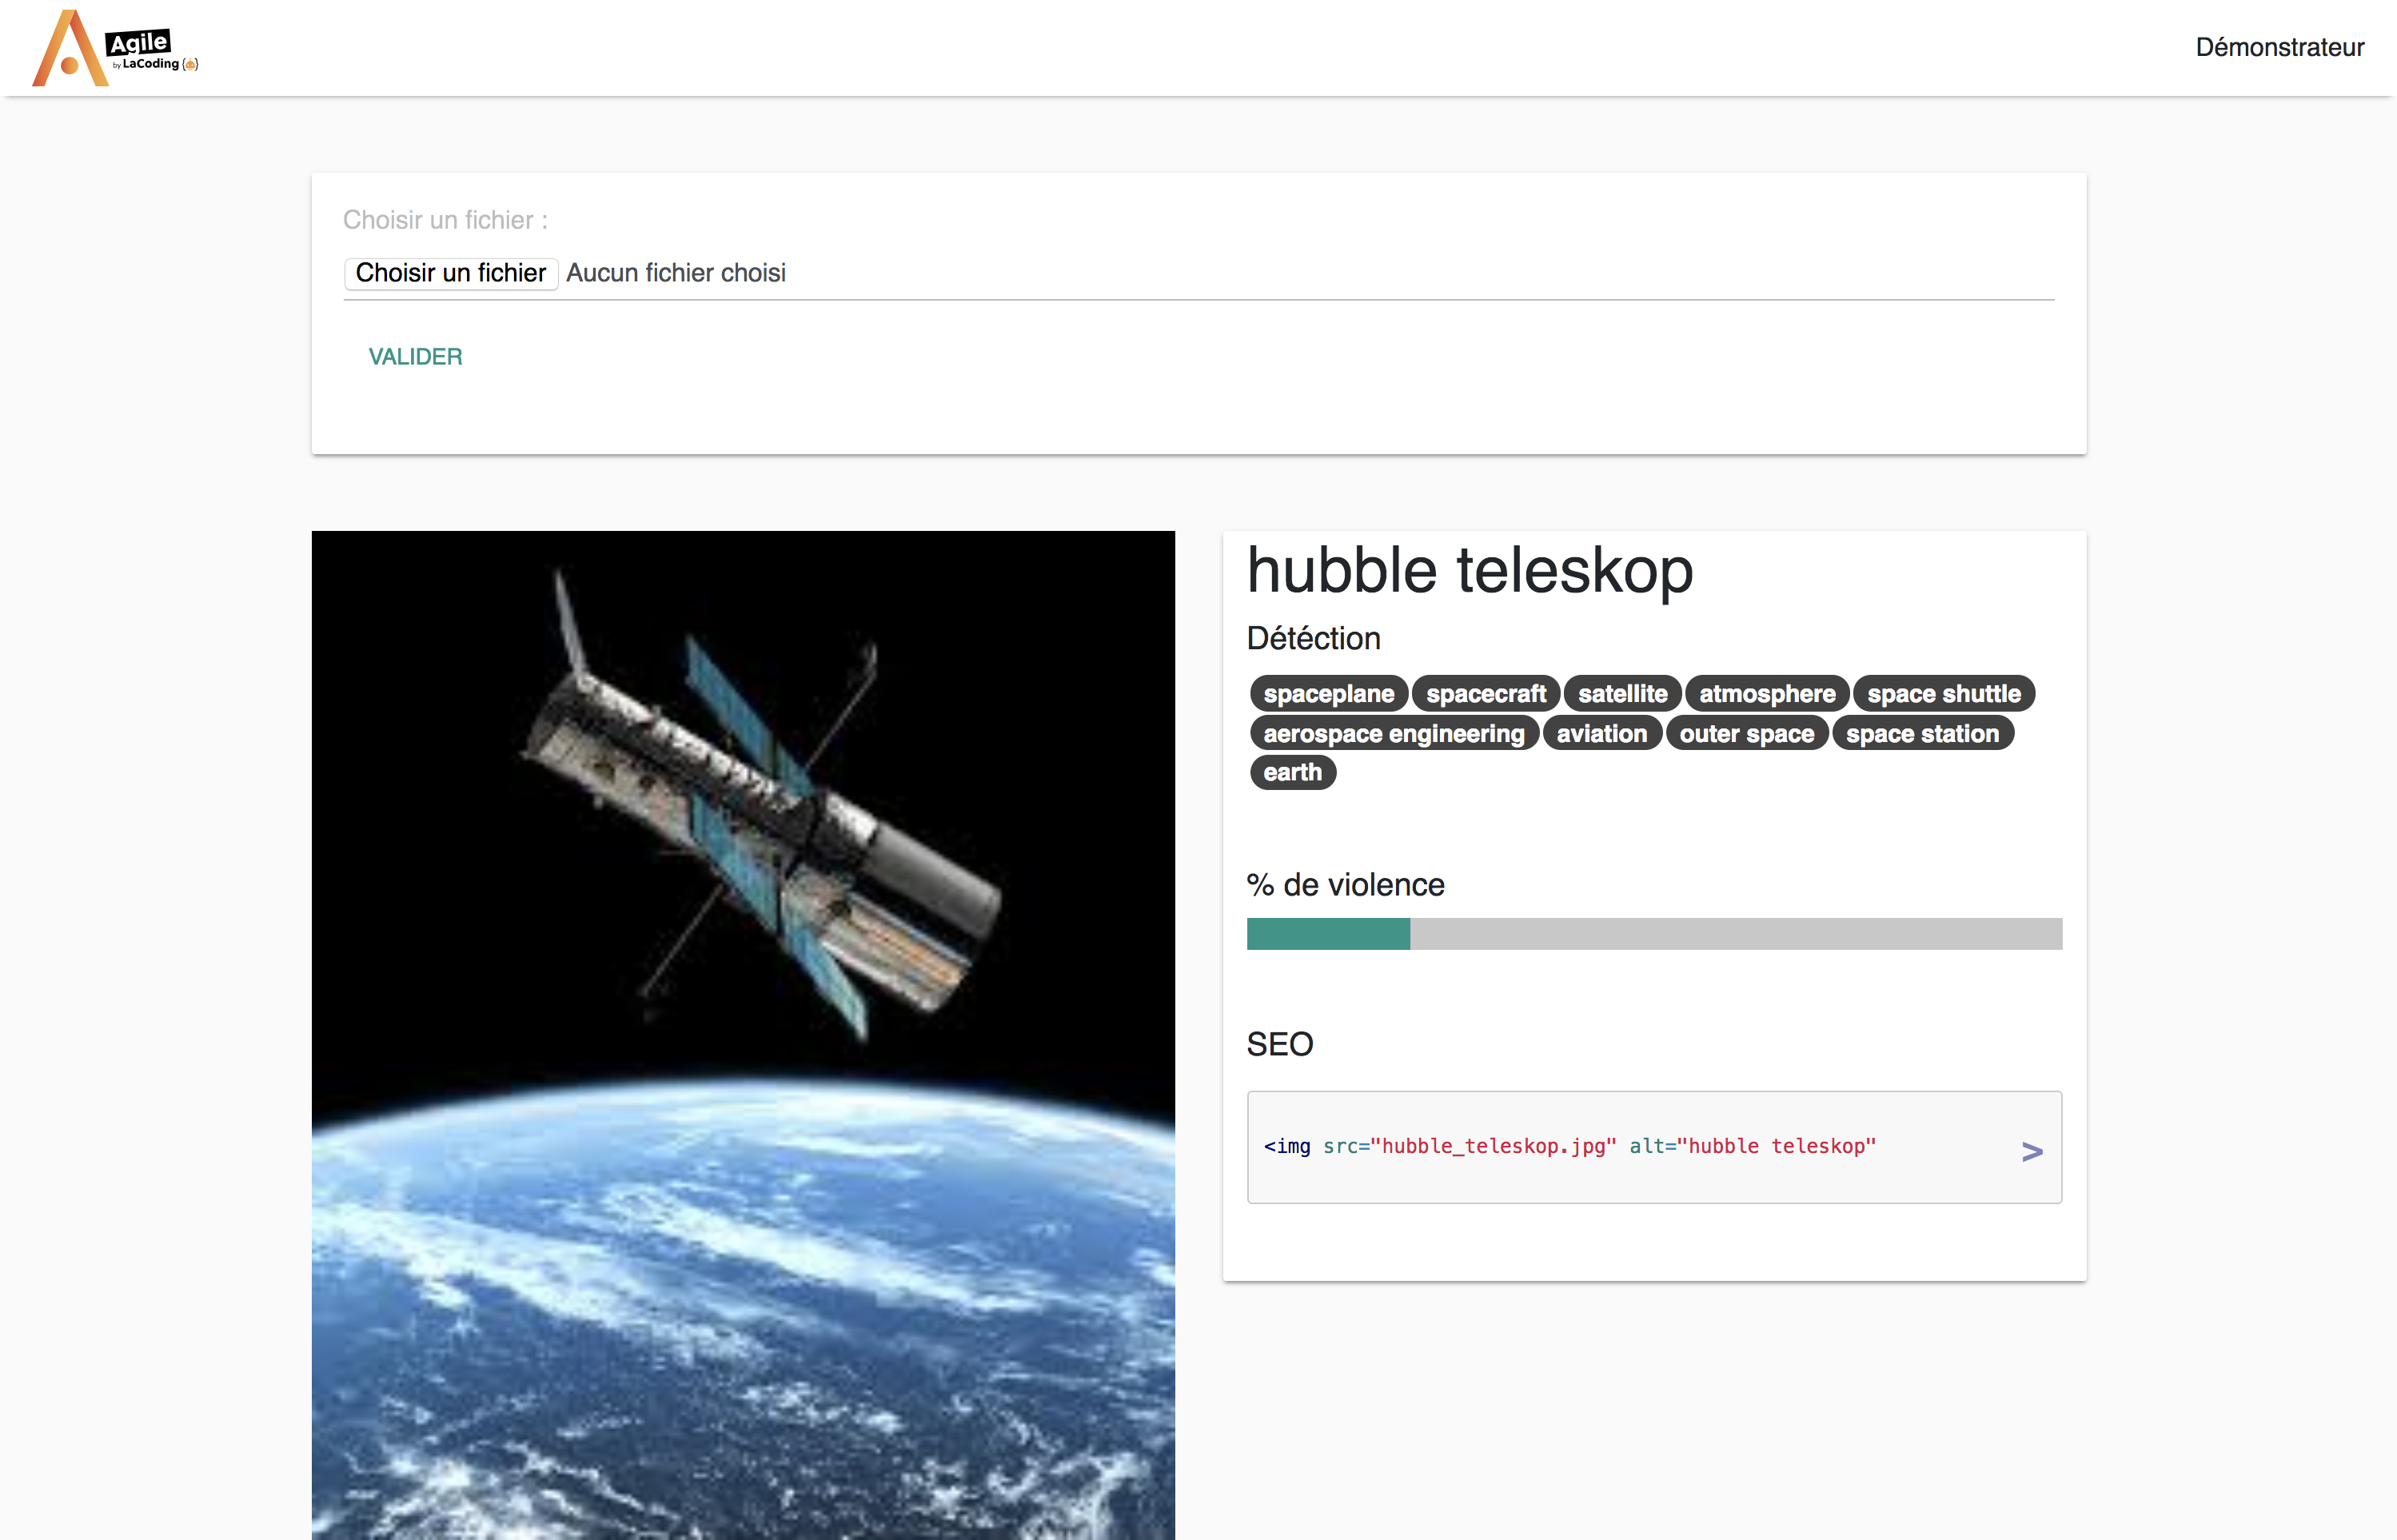 Agile
by LaCoding
Démonstrateur
Choisir un fichier :
Choisir un fichier Aucun fichier choisi
VALIDER
hubble teleskop
Détéction
spaceplane spacecraft satellite atmosphere space shuttle
aerospace engineering aviation outer space space station
earth
% de violence
SEO
<img src="hubble_teleskop.jpg" alt="hubble teleskop"
>